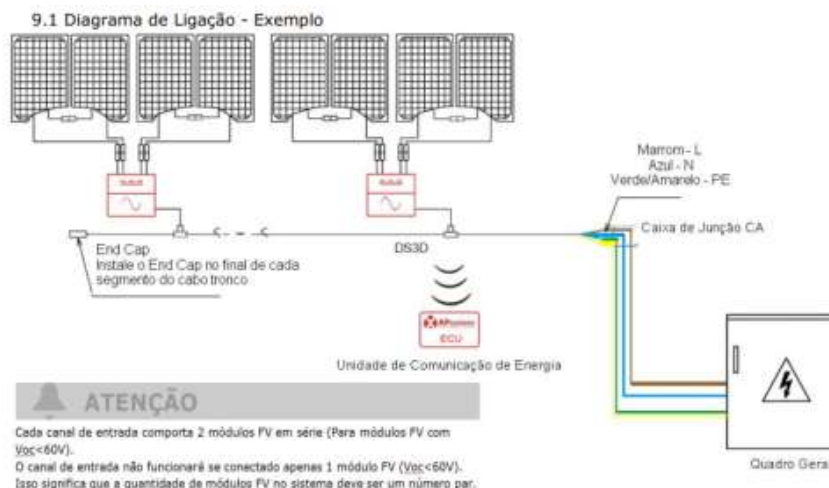 9.1 Diagrama de Ligação - Exemplo
Marrom - L
Azul - N
Verde/Amarelo - PE
Caixa de Junção CA
End Cap
Instale o End Cap no final de cada
segmento do cabo tronco
DS3D
APsystems
ECU
Unidade de Comunicação de Energia
ATENÇÃO
Cada canal de entrada comporta 2 módulos FV em série (Para módulos FV com
Voc<60V).
O canal de entrada não funcionará se conectado apenas 1 módulo FV (Voc<60V).
Isso significa que a quantidade de módulos FV no sistema deve ser um número par.
Quadro Gera